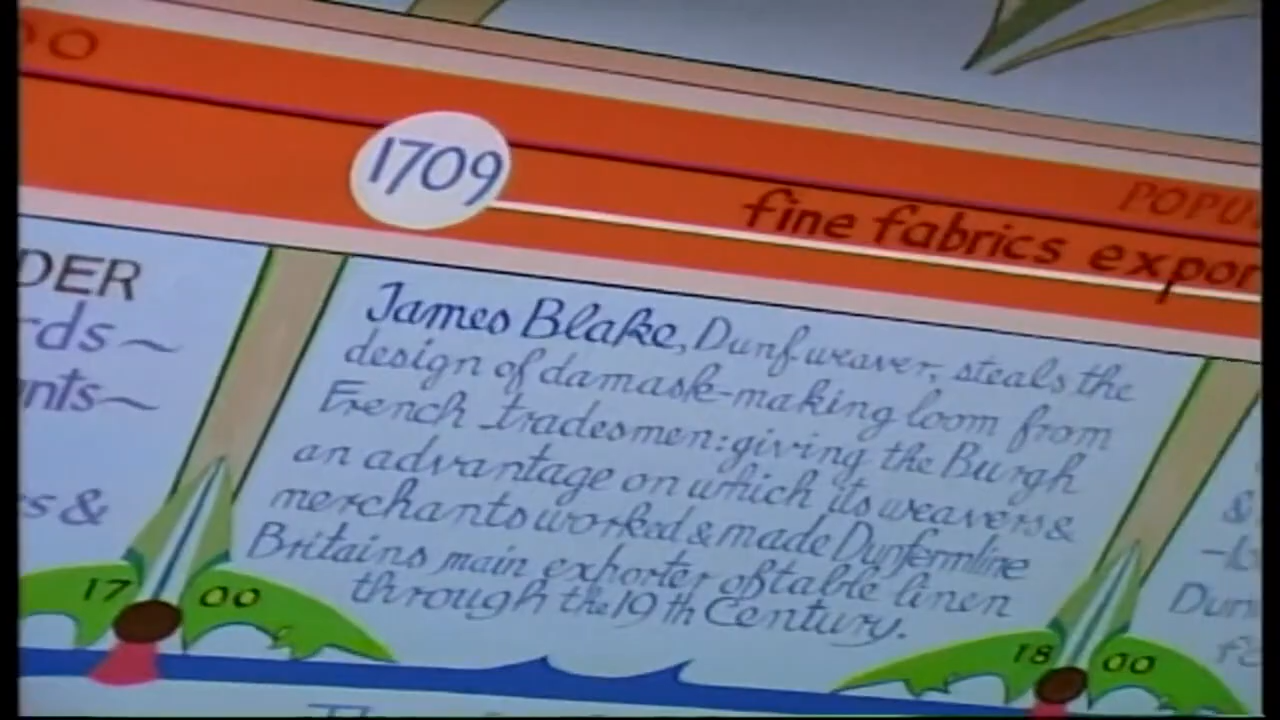 1709
POPU
fine fabrics expor
DER
rds~
nts~
s &
James Blake, Dunf. weaver, steals the
design of damask-making loom from
French tradesmen: giving the Burgh
an advantage on which its weavers &
merchants worked & made Dunfermline
Britains main exporter of table linen
through the 19th Century.
&
Dun
17 00
18 00